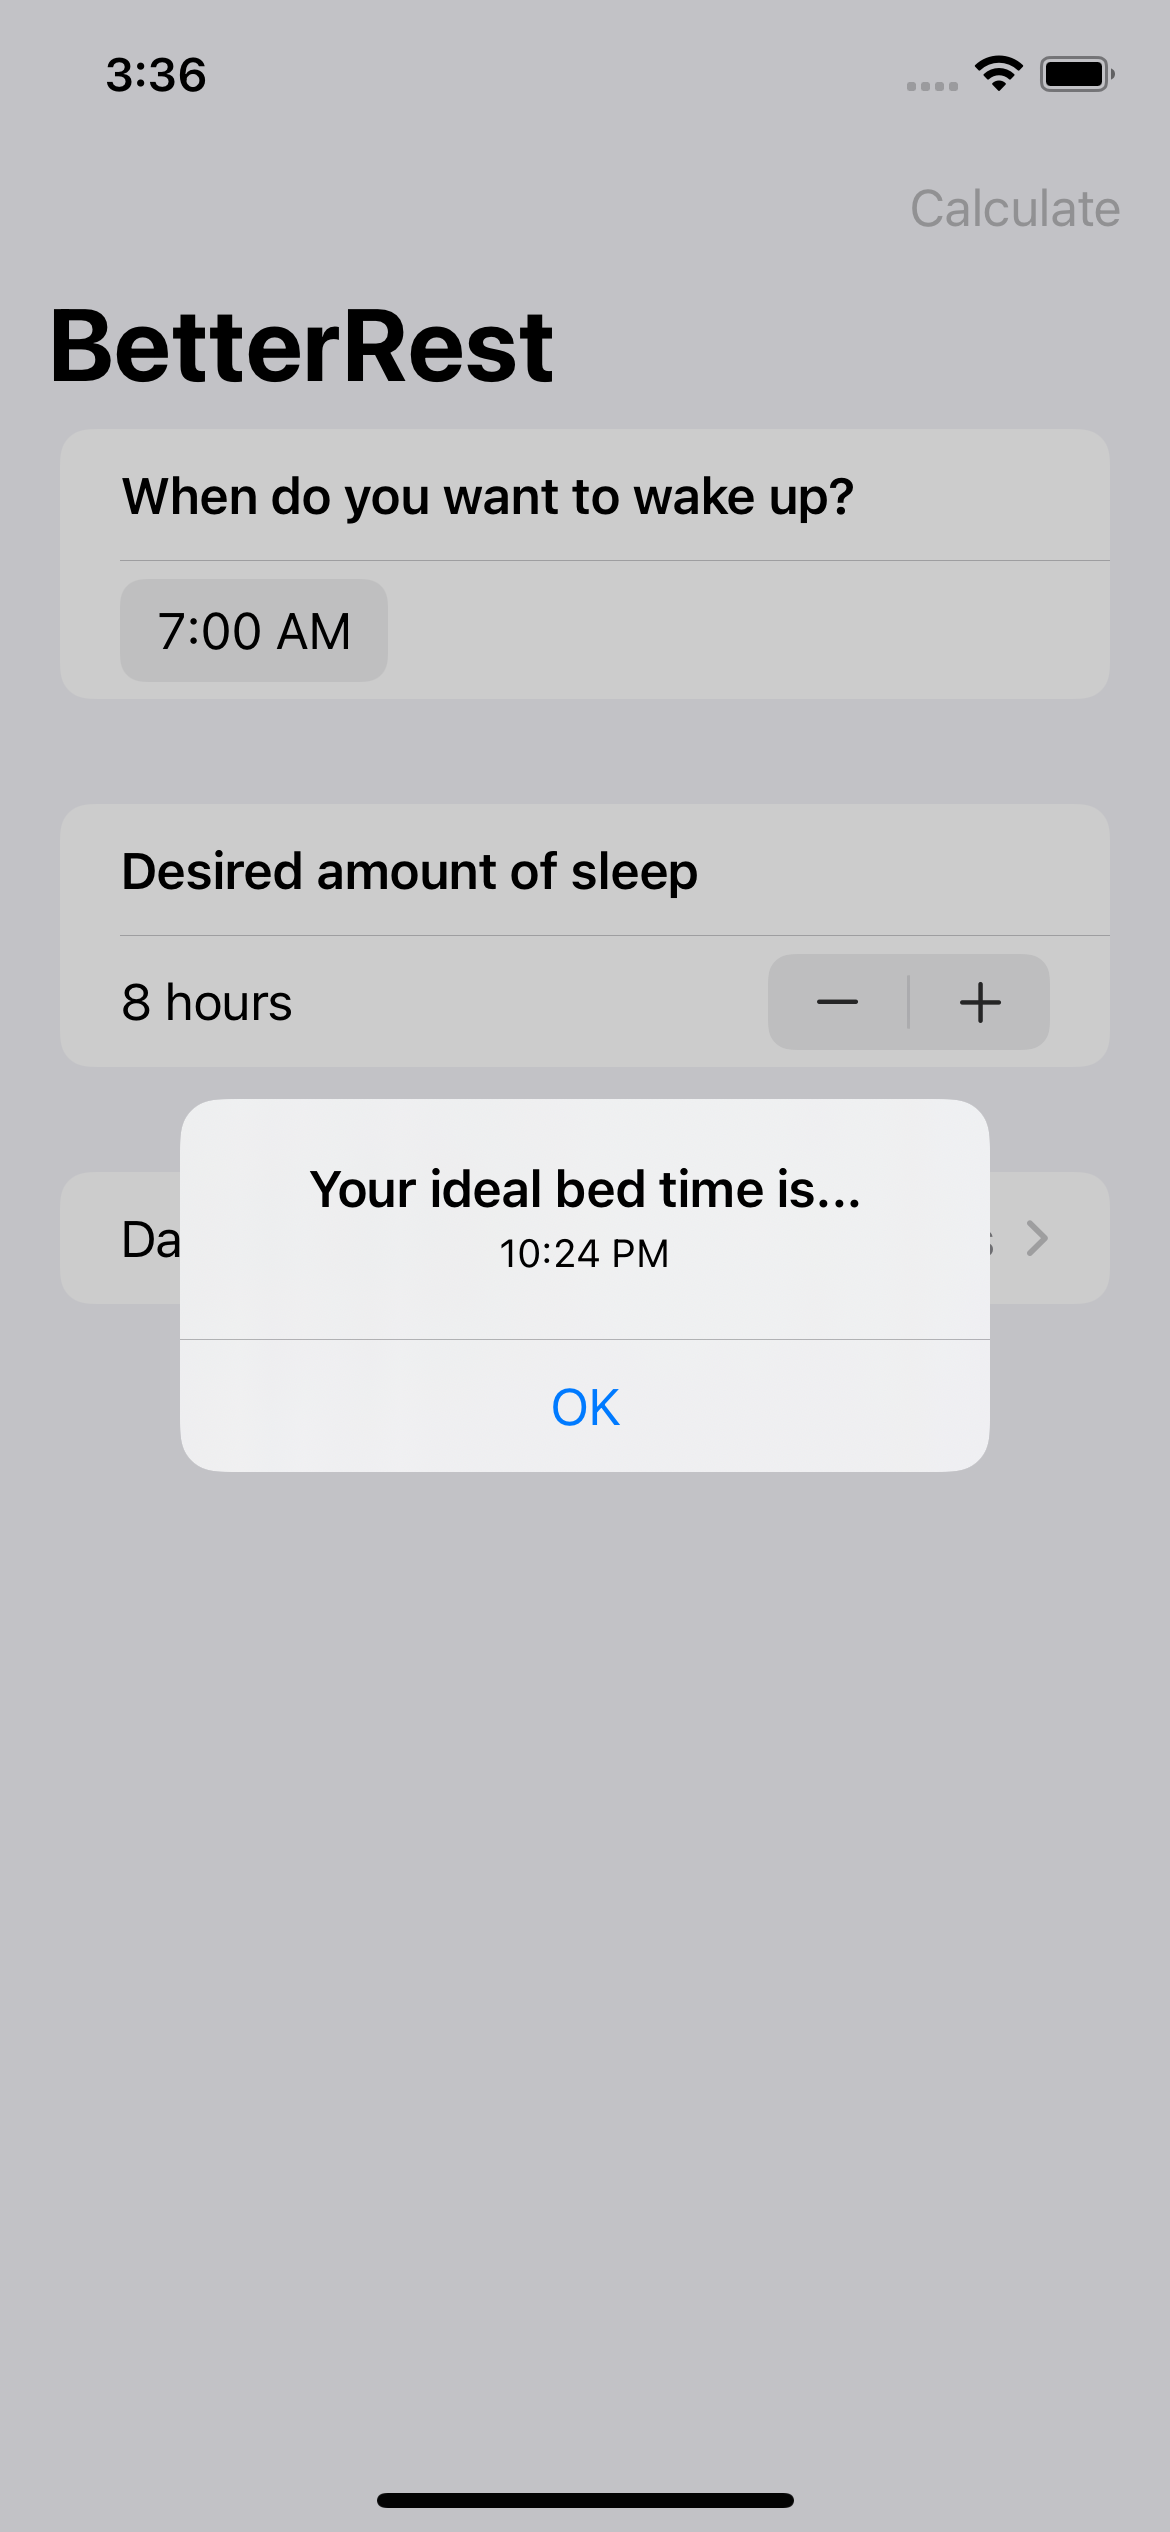 3:36
Calculate
BetterRest
When do you want to wake up?
7:00 AM
Desired amount of sleep
8 hours
Your ideal bed time is...
10:24 PM
OK